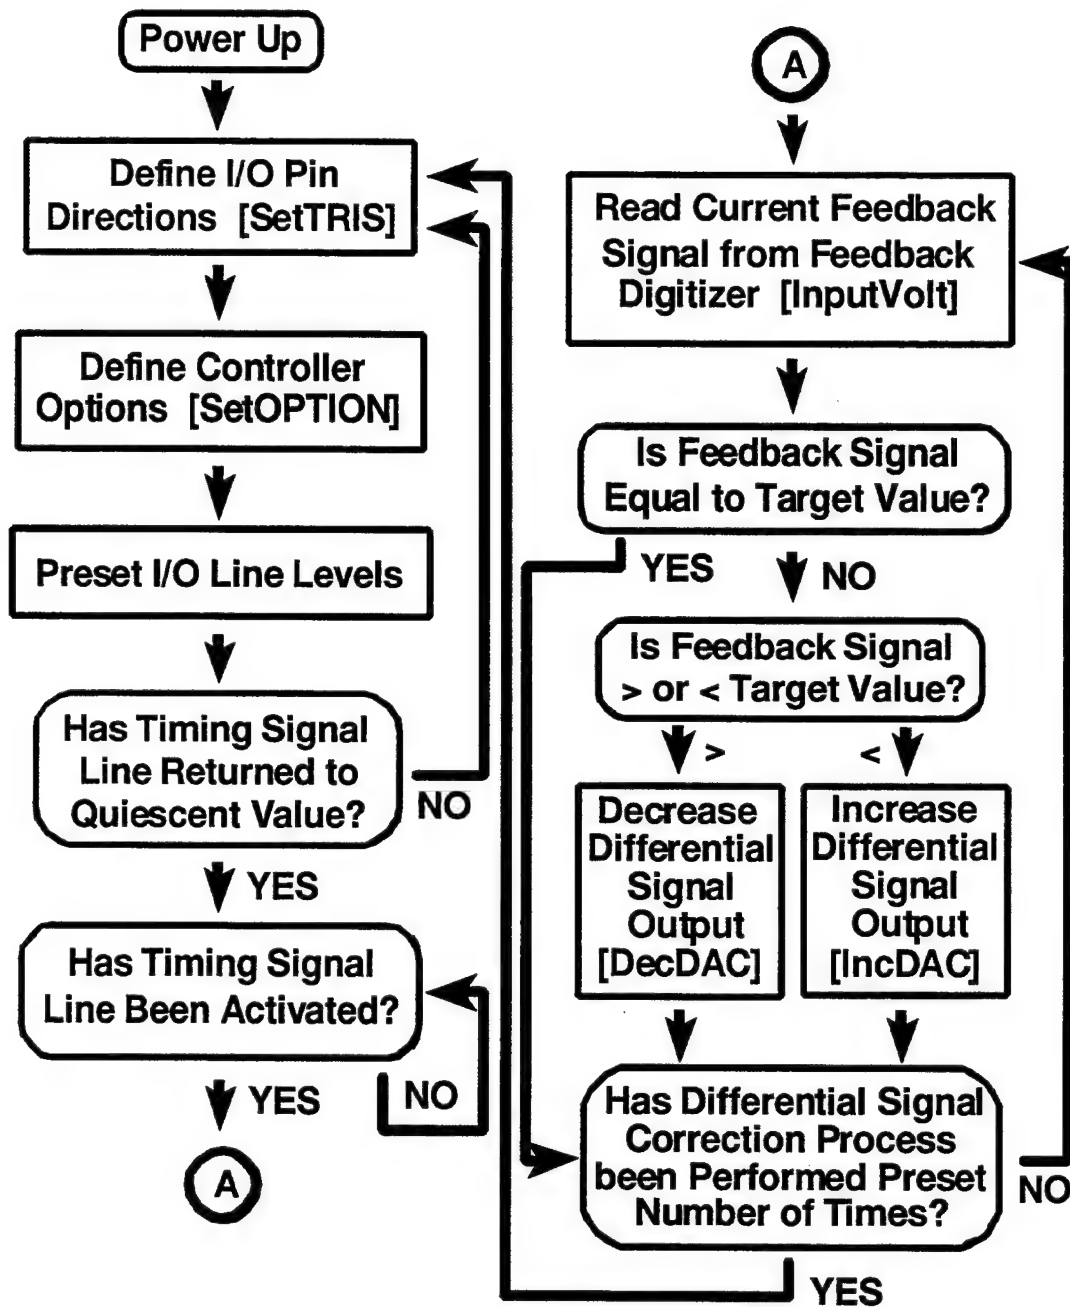 Power Up
Define I/O Pin
Directions [SetTRIS]
Define Controller
Options [SetOPTION]
Preset I/O Line Levels
Has Timing Signal
Line Returned to
Quiescent Value?
NO
YES
Has Timing Signal
Line Been Activated?
NO
YES
A
A
Read Current Feedback
Signal from Feedback
Digitizer [InputVolt]
Is Feedback Signal
Equal to Target Value?
YES
NO
Is Feedback Signal
> or < Target Value?
>
<
Decrease
Differential
Signal
Output
[DecDAC]
Increase
Differential
Signal
Output
[IncDAC]
Has Differential Signal
Correction Process
been Performed Preset
Number of Times?
NO
YES